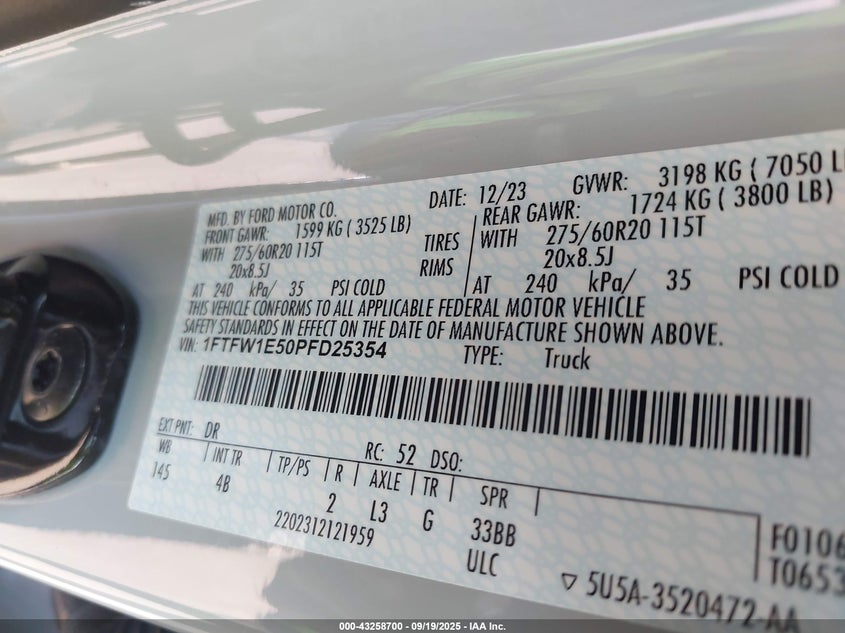 MFD. BY FORD MOTOR CO.
DATE: 12/23
GVWR: 3198 KG ( 7050 L
FRONT GAWR: 1599 KG ( 3525 LB)
REAR GAWR: 1724 KG ( 3800 LB)
WITH 275/60R20 115T
TIRES
WITH 275/60R20 115T
20x8.5J
RIMS
20x8.5J
AT 240 kPa/ 35 PSI COLD
AT 240 kPa/ 35 PSI COLD
THIS VEHICLE CONFORMS TO ALL APPLICABLE FEDERAL MOTOR VEHICLE
SAFETY STANDARDS IN EFFECT ON THE DATE OF MANUFACTURE SHOWN ABOVE.
VIN: 1FTFW1E50PFD25354
TYPE: Truck
EXT PNT: DR
RC: 52 DSO:
WB | INT TR | TP/PS | R | AXLE | TR | SPR |
145 4B 2 L3 G 33BB
2202312121959
ULC
F0106
T0653
5U5A-3520472-AA
000-43258700 - 09/19/2025 - IAA Inc.